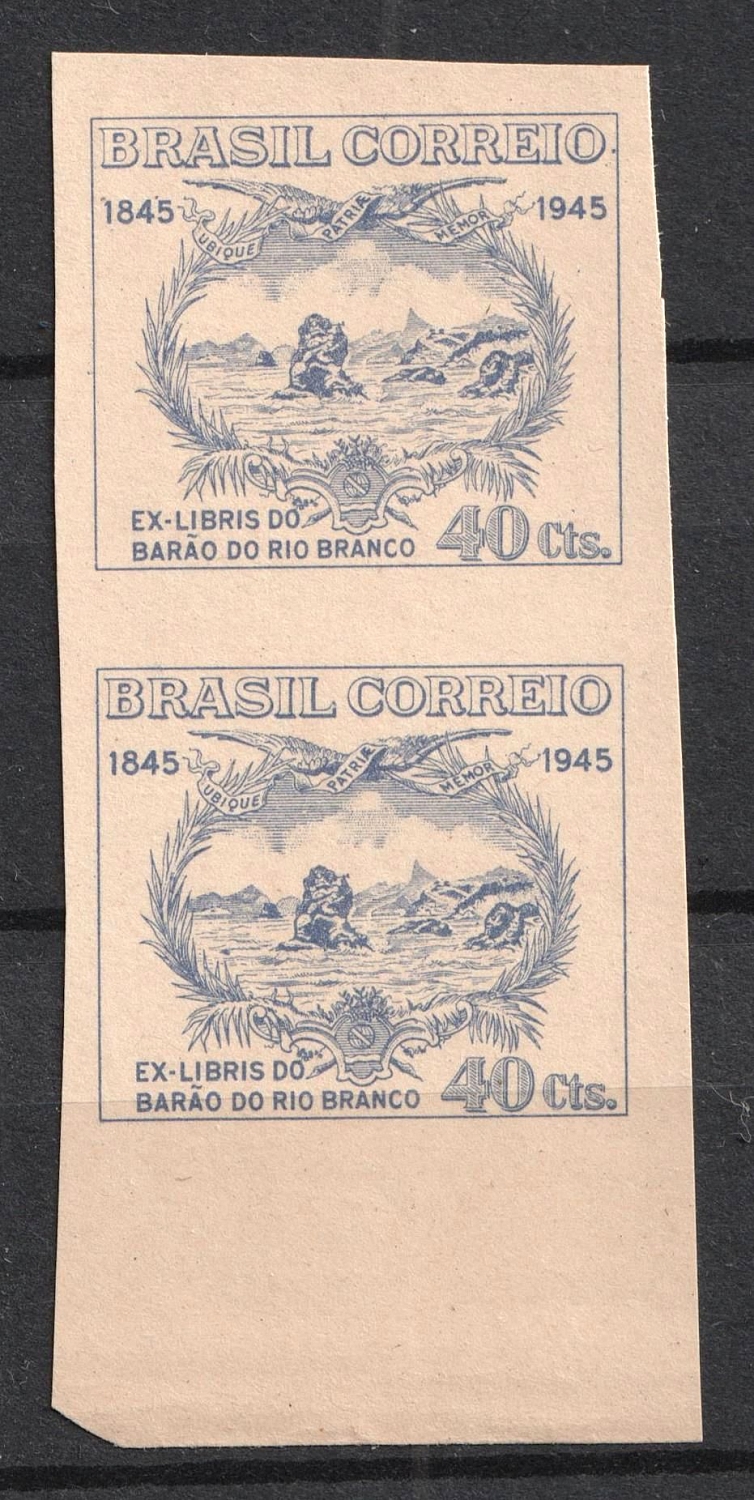 BRASIL CORREIO
1845 1945
UBIQUE PATRIÆ MEMOR
EX-LIBRIS DO
BARÃO DO RIO BRANCO 40 Cts.
BRASIL CORREIO
1845 1945
UBIQUE PATRIÆ MEMOR
EX-LIBRIS DO
BARÃO DO RIO BRANCO 40 Cts.